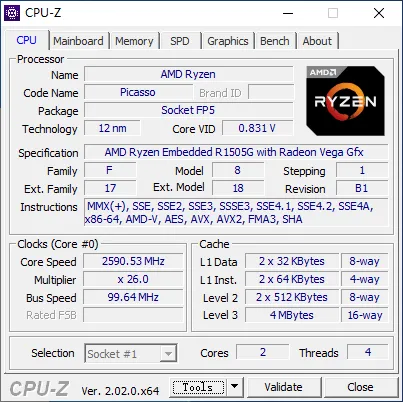 CPU-Z
CPU Mainboard Memory SPD Graphics Bench About
Processor
Name AMD Ryzen
Code Name Picasso Brand ID
Package Socket FP5
Technology 12 nm Core VID 0.831 V
AMD
RYZEN
Specification AMD Ryzen Embedded R1505G with Radeon Vega Gfx
Family F Model 8 Stepping 1
Ext. Family 17 Ext. Model 18 Revision B1
Instructions MMX(+), SSE, SSE2, SSE3, SSSE3, SSE4.1, SSE4.2, SSE4A,
x86-64, AMD-V, AES, AVX, AVX2, FMA3, SHA
Clocks (Core #0)
Core Speed 2590.53 MHz
Multiplier x 26.0
Bus Speed 99.64 MHz
Rated FSB
Cache
L1 Data 2 x 32 KBytes 8-way
L1 Inst. 2 x 64 KBytes 4-way
Level 2 2 x 512 KBytes 8-way
Level 3 4 MBytes 16-way
Selection Socket #1 Cores 2 Threads 4
CPU-Z Ver. 2.02.0.x64 Tools Validate Close